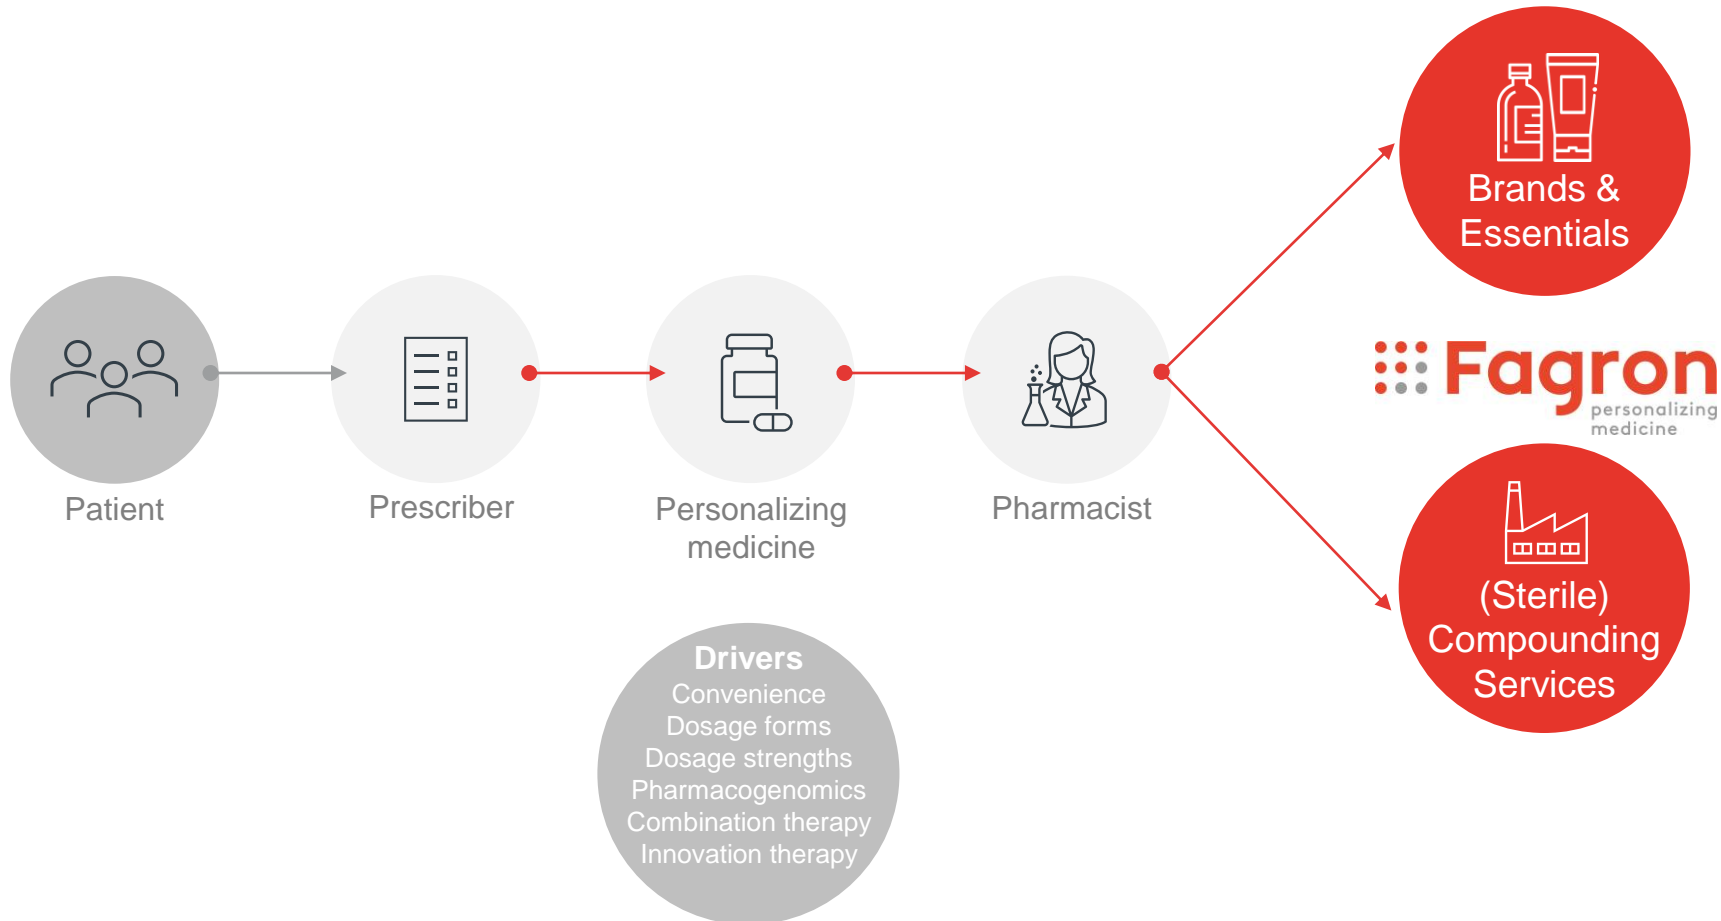 Brands &
Essentials
Fagron
personalizing
medicine
Patient
Prescriber
Personalizing
medicine
Pharmacist
(Sterile)
Compounding
Services
Drivers
Convenience
Dosage forms
Dosage strengths
Pharmacogenomics
Combination therapy
Innovation therapy